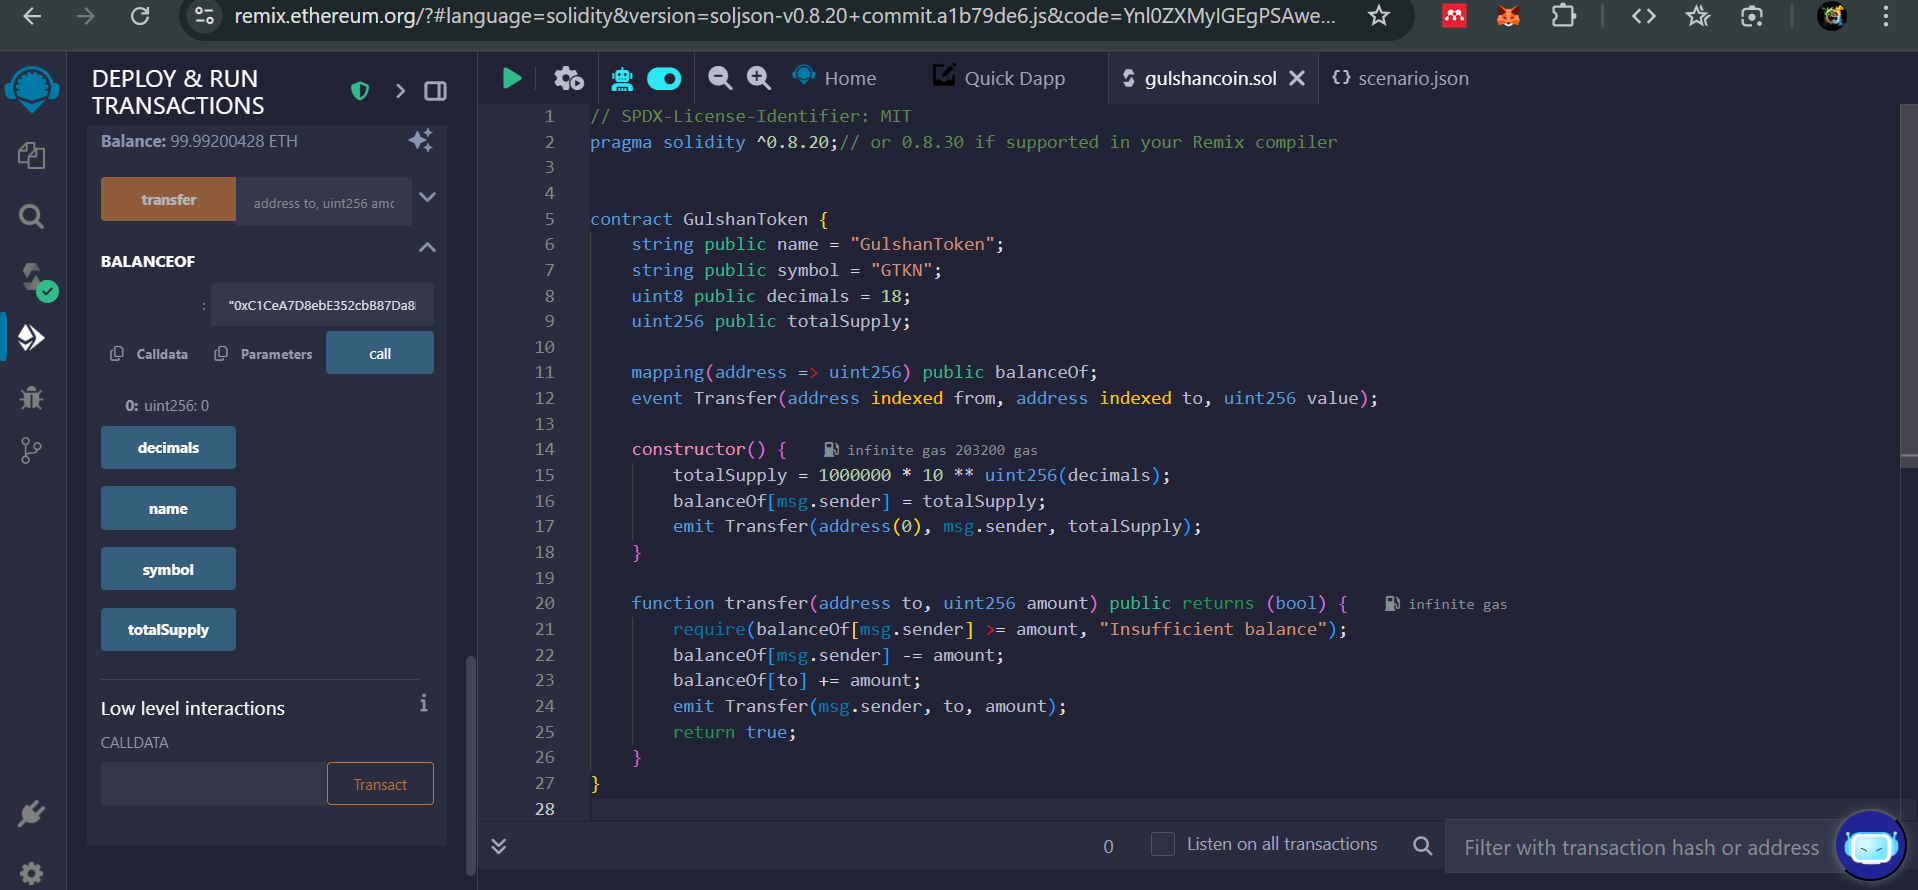 remix.ethereum.org/?#language=solidity&version=soljson-v0.8.20+commit.a1b79de6.js&code=Ynl0ZXMyIGEgPSAwe...
DEPLOY & RUN
TRANSACTIONS
Balance: 99.99200428 ETH
transfer
address to, uint256 amo
BALANCEOF
: "0xC1CeA7D8ebE352cbB87Da8
Calldata
Parameters
call
0: uint256: 0
decimals
name
symbol
totalSupply
Low level interactions
i
CALLDATA
Transact
Home
Quick Dapp
gulshancoin.sol
{} scenario.json
1 // SPDX-License-Identifier: MIT
2 pragma solidity ^0.8.20;// or 0.8.30 if supported in your Remix compiler
3
4
5 contract GulshanToken {
6 string public name = "GulshanToken";
7 string public symbol = "GTKN";
8 uint8 public decimals = 18;
9 uint256 public totalSupply;
10
11 mapping(address => uint256) public balanceOf;
12 event Transfer(address indexed from, address indexed to, uint256 value);
13
14 constructor() { infinite gas 203200 gas
15 totalSupply = 1000000 * 10 ** uint256(decimals);
16 balanceOf[msg.sender] = totalSupply;
17 emit Transfer(address(0), msg.sender, totalSupply);
18 }
19
20 function transfer(address to, uint256 amount) public returns (bool) { infinite gas
21 require(balanceOf[msg.sender] >= amount, "Insufficient balance");
22 balanceOf[msg.sender] -= amount;
23 balanceOf[to] += amount;
24 emit Transfer(msg.sender, to, amount);
25 return true;
26 }
27 }
28
0
Listen on all transactions
Filter with transaction hash or address